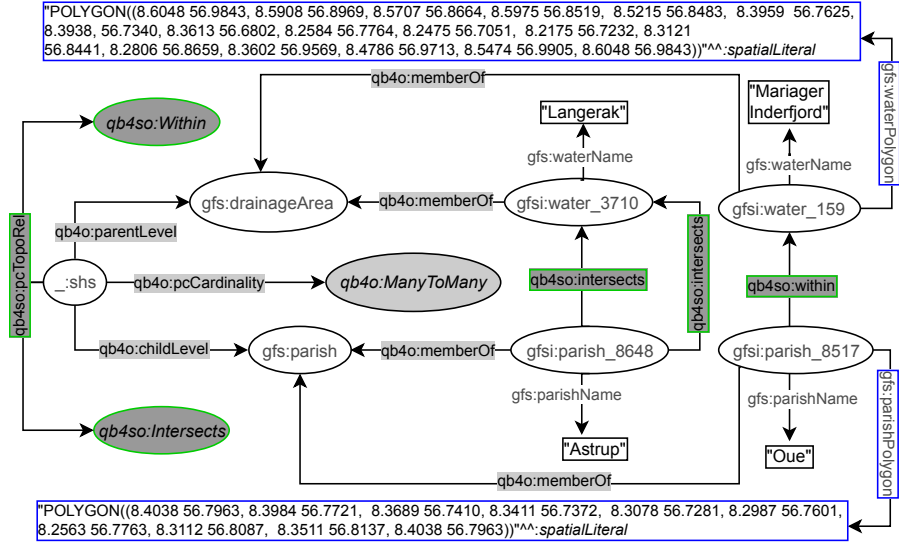 "POLYGON((8.6048 56.9843, 8.5908 56.8969, 8.5707 56.8664, 8.5975 56.8519, 8.5215 56.8483, 8.3959 56.7625,
8.3938 56.7340, 8.3613 56.6802, 8.2584 56.7764, 8.2475 56.7051, 8.2175 56.7232, 8.3121
56.8441, 8.2806 56.8659, 8.3602 56.9569, 8.4786 56.9713, 8.5474 56.9905, 8.6048 56.9843))"^^:spatialLiteral
qb4o:memberOf
gfs:waterPolygon
qb4so:Within
"Langerak"
"Mariager
Inderfjord"
gfs:waterName
gfs:waterName
gfs:drainageArea
qb4o:memberOf
gfsi:water_3710
gfsi:water_159
qb4o:parentLevel
qb4so:pcTopoRel
_:shs
qb4o:pcCardinality
qb4o:ManyToMany
qb4so:intersects
qb4so:intersects
qb4so:within
qb4o:childLevel
gfs:parish
qb4o:memberOf
gfsi:parish_8648
gfsi:parish_8517
gfs:parishName
gfs:parishName
gfs:parishPolygon
qb4so:Intersects
"Astrup"
"Oue"
qb4o:memberOf
"POLYGON((8.4038 56.7963, 8.3984 56.7721, 8.3689 56.7410, 8.3411 56.7372, 8.3078 56.7281, 8.2987 56.7601,
8.2563 56.7763, 8.3112 56.8087, 8.3511 56.8137, 8.4038 56.7963))"^^:spatialLiteral